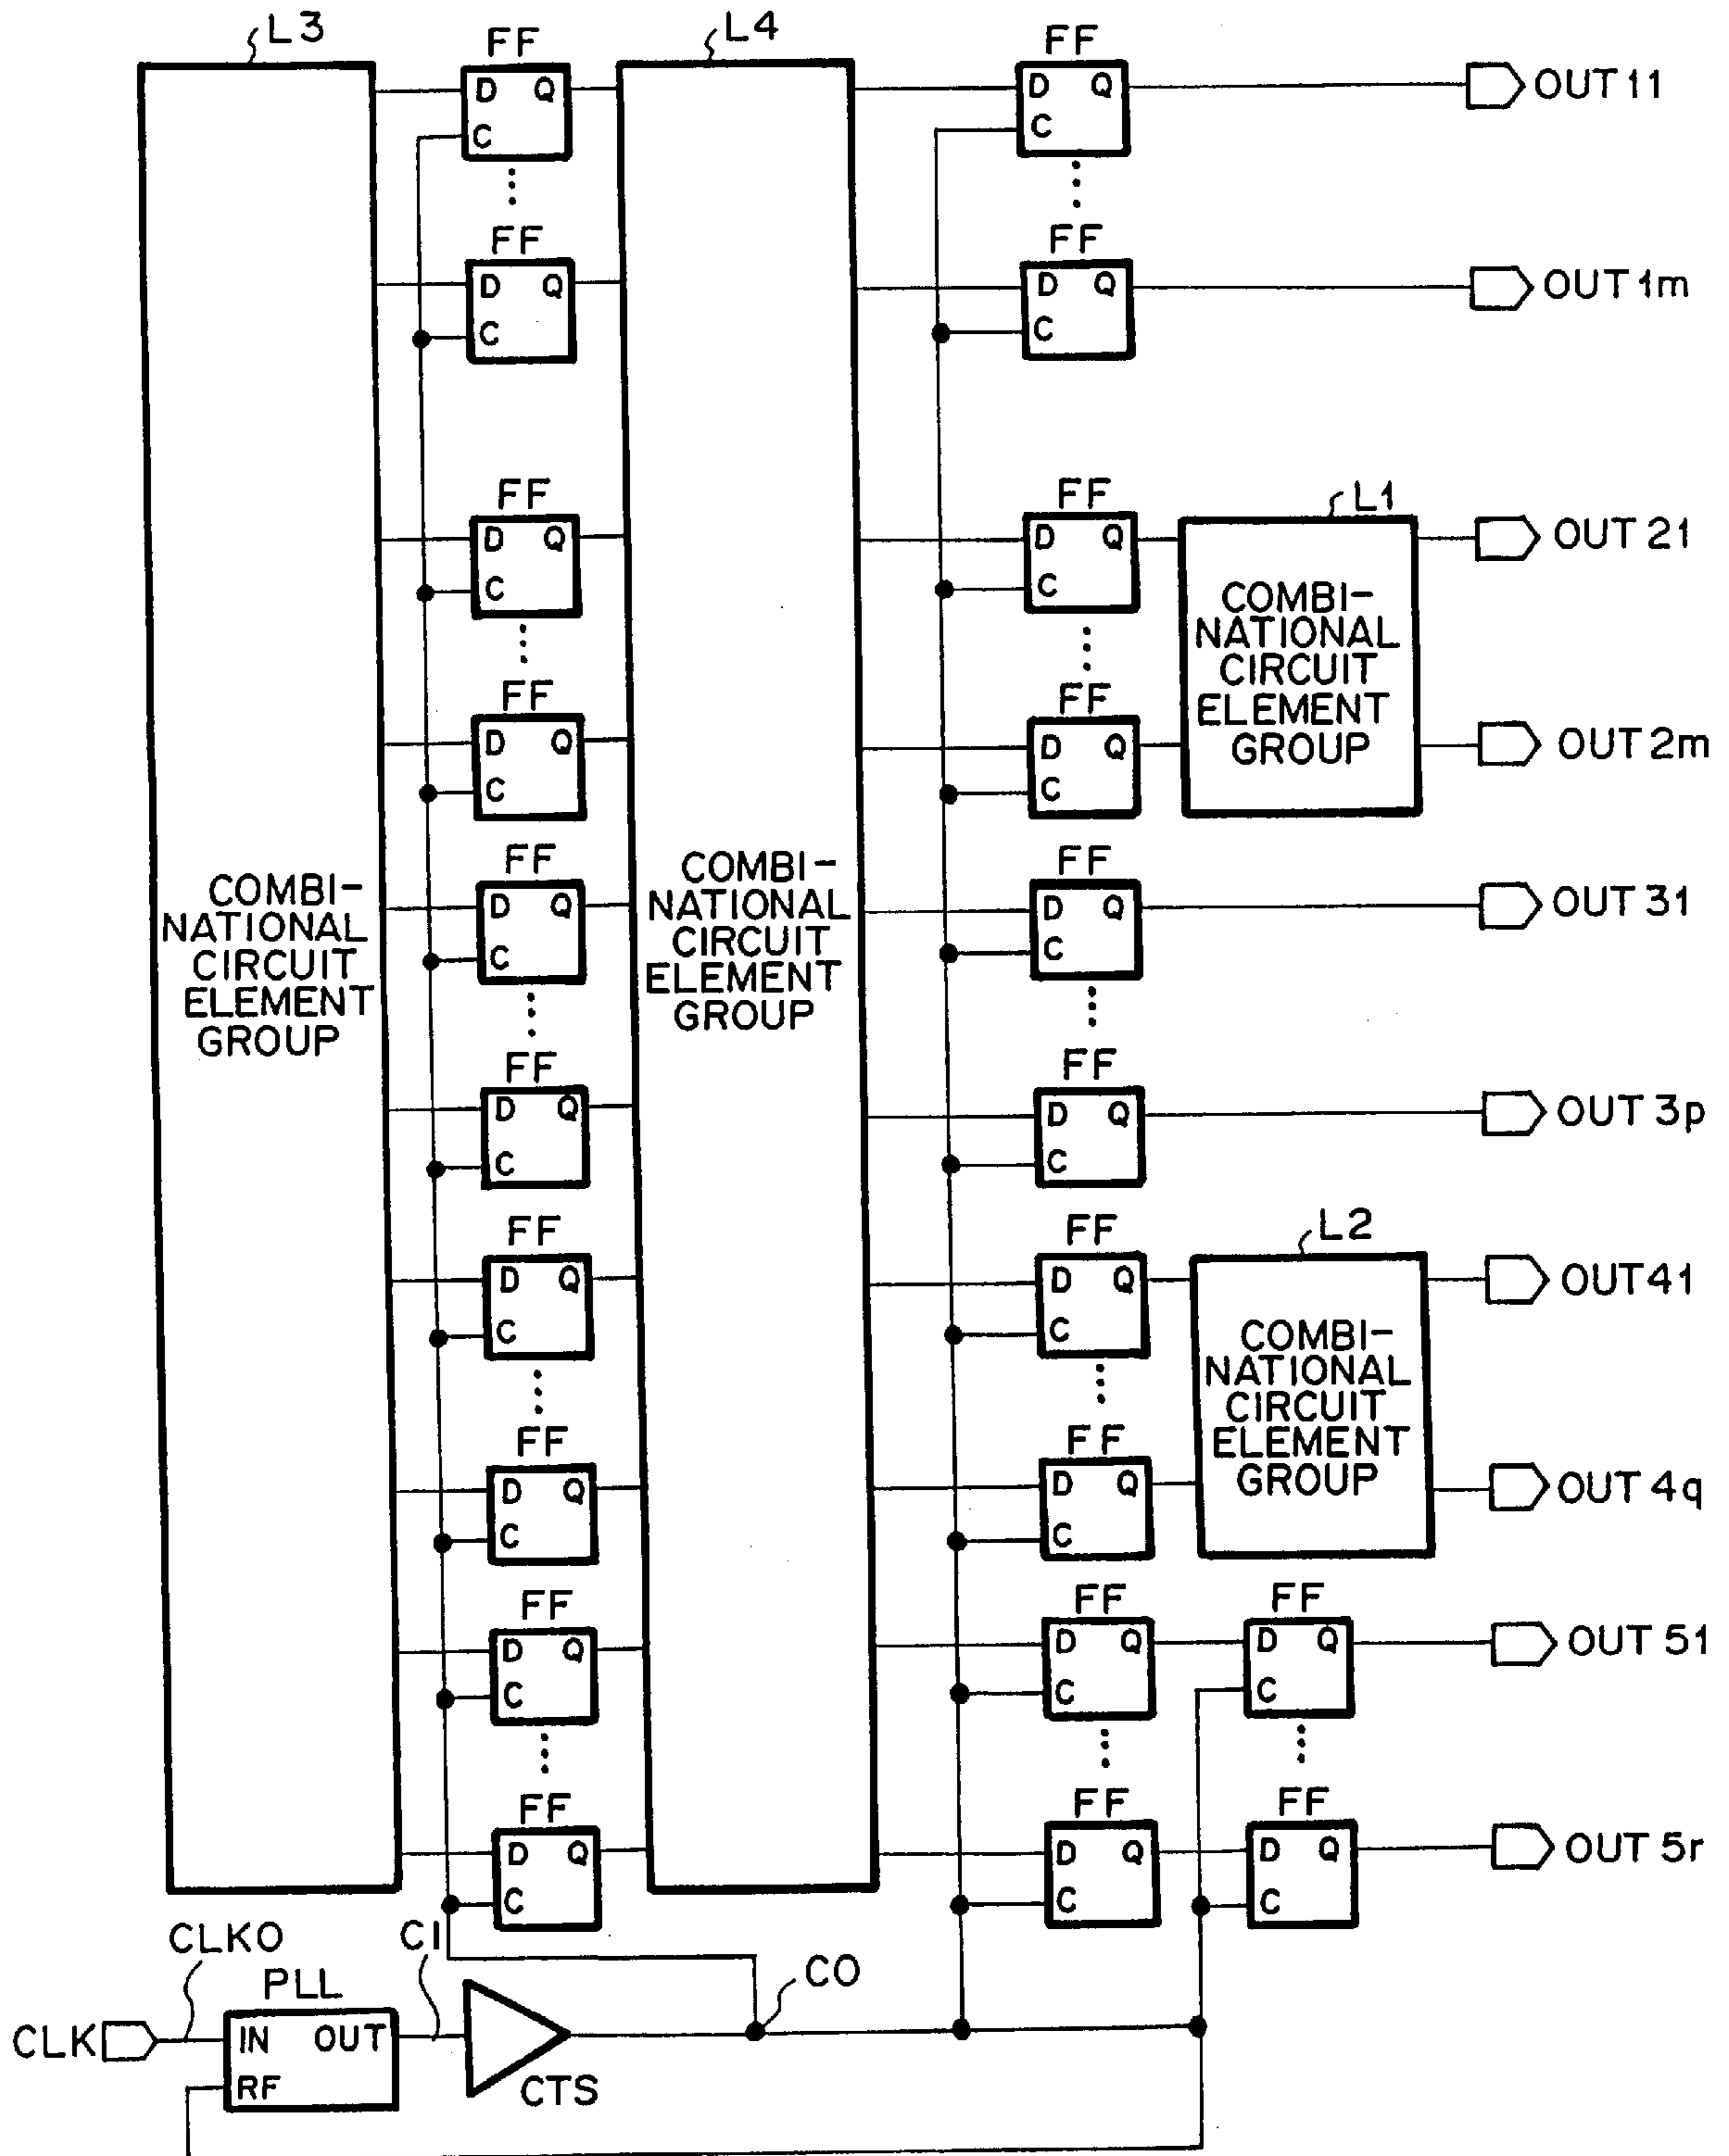 L3
FF
L4
FF
D Q
C
D Q
C
OUT 11
FF
FF
D Q
C
D Q
C
OUT 1m
FF
FF
L1
D Q
C
D Q
C
OUT 21
COMBI-
NATIONAL
CIRCUIT
ELEMENT
GROUP
FF
FF
D Q
C
D Q
C
OUT 2m
FF
FF
D Q
C
D Q
C
OUT 31
COMBI-
NATIONAL
CIRCUIT
ELEMENT
GROUP
COMBI-
NATIONAL
CIRCUIT
ELEMENT
GROUP
FF
FF
D Q
C
D Q
C
OUT 3p
FF
FF
L2
D Q
C
D Q
C
OUT41
COMBI-
NATIONAL
CIRCUIT
ELEMENT
GROUP
FF
FF
D Q
C
D Q
C
OUT 4q
FF
FF
FF
D Q
C
D Q
C
D Q
C
OUT 51
FF
FF
FF
D Q
C
D Q
C
D Q
C
OUT 5r
CLKO
CI
CO
PLL
CLK
IN OUT
RF
CTS